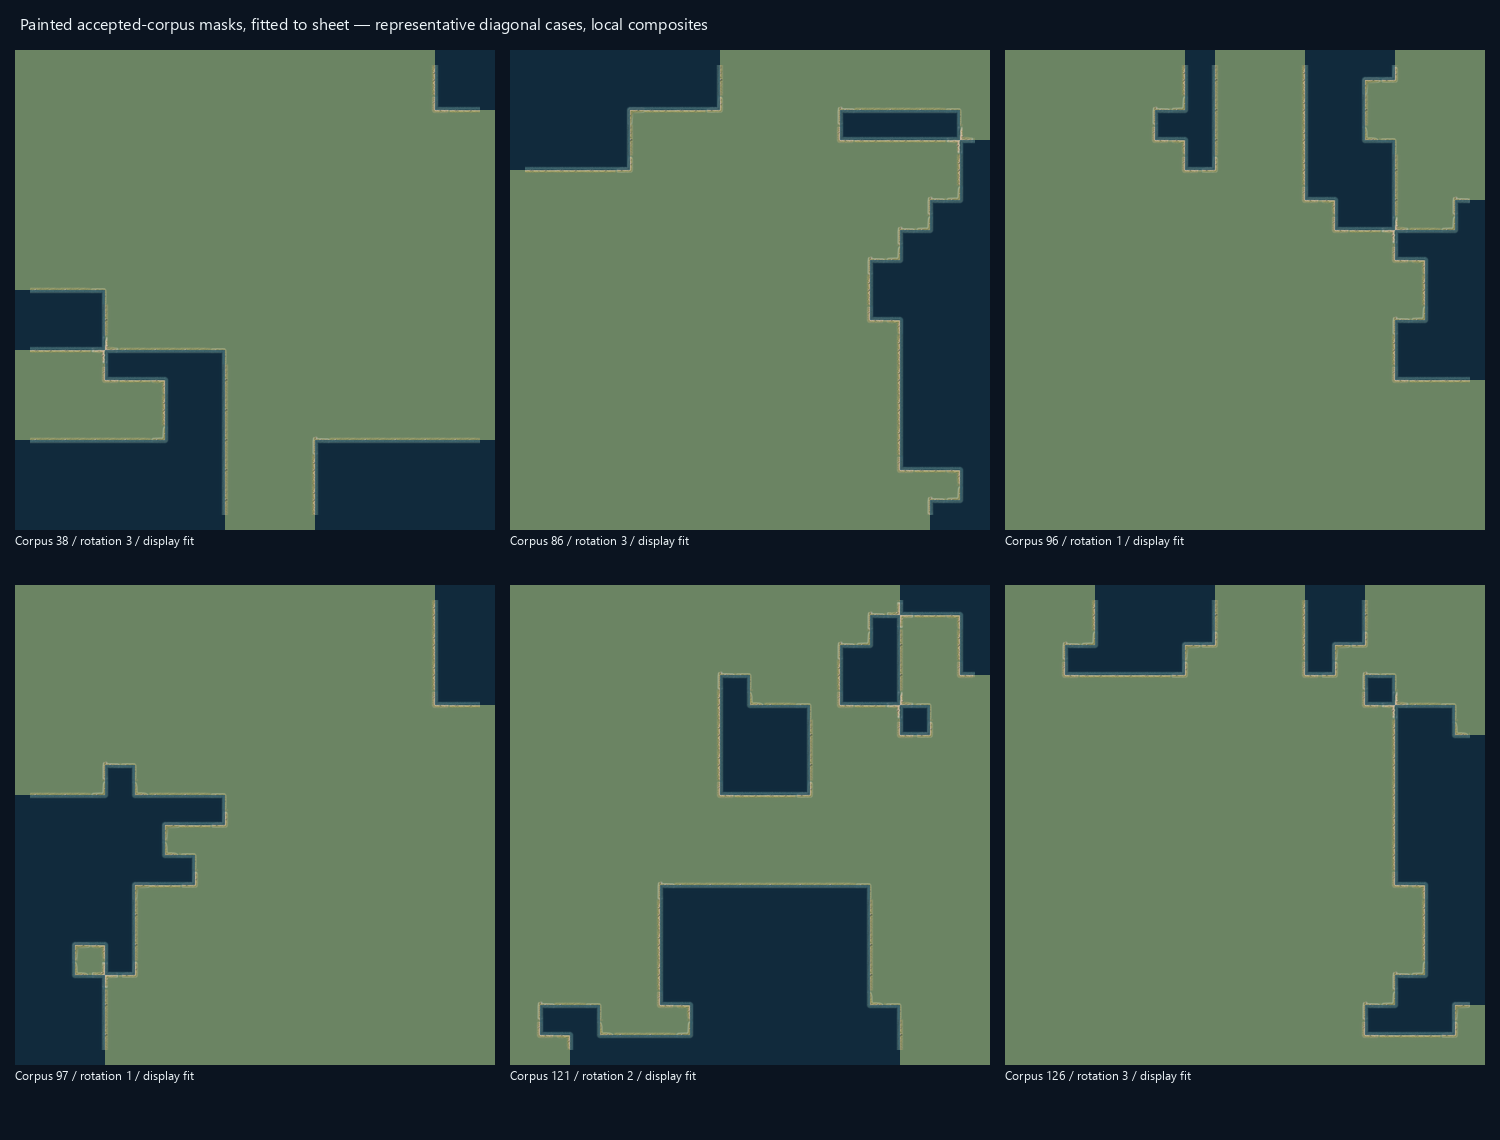 Painted accepted-corpus masks, fitted to sheet — representative diagonal cases, local composites
Corpus 38 / rotation 3 / display fit
Corpus 86 / rotation 3 / display fit
Corpus 96 / rotation 1 / display fit
Corpus 97 / rotation 1 / display fit
Corpus 121 / rotation 2 / display fit
Corpus 126 / rotation 3 / display fit